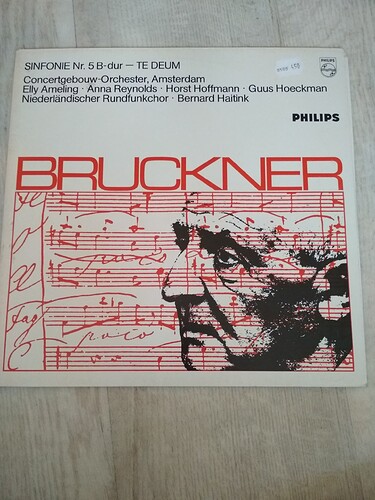 SINFONIE Nr. 5 B-dur — TE DEUM
Concertgebouw-Orchester, Amsterdam
Elly Ameling · Anna Reynolds · Horst Hoffmann · Guus Hoeckman
Niederländischer Rundfunkchor · Bernard Haitink
PHILIPS
PHILIPS
BRUCKNER
poco